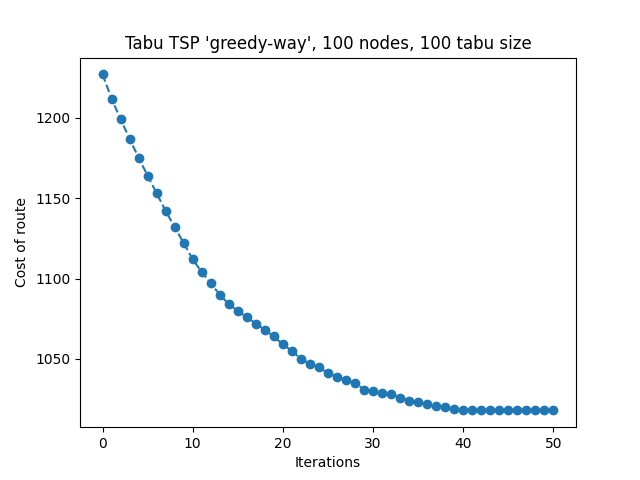 Tabu TSP 'greedy-way', 100 nodes, 100 tabu size
1200
1150
1100
1050
Cost of route
0 10 20 30 40 50
Iterations